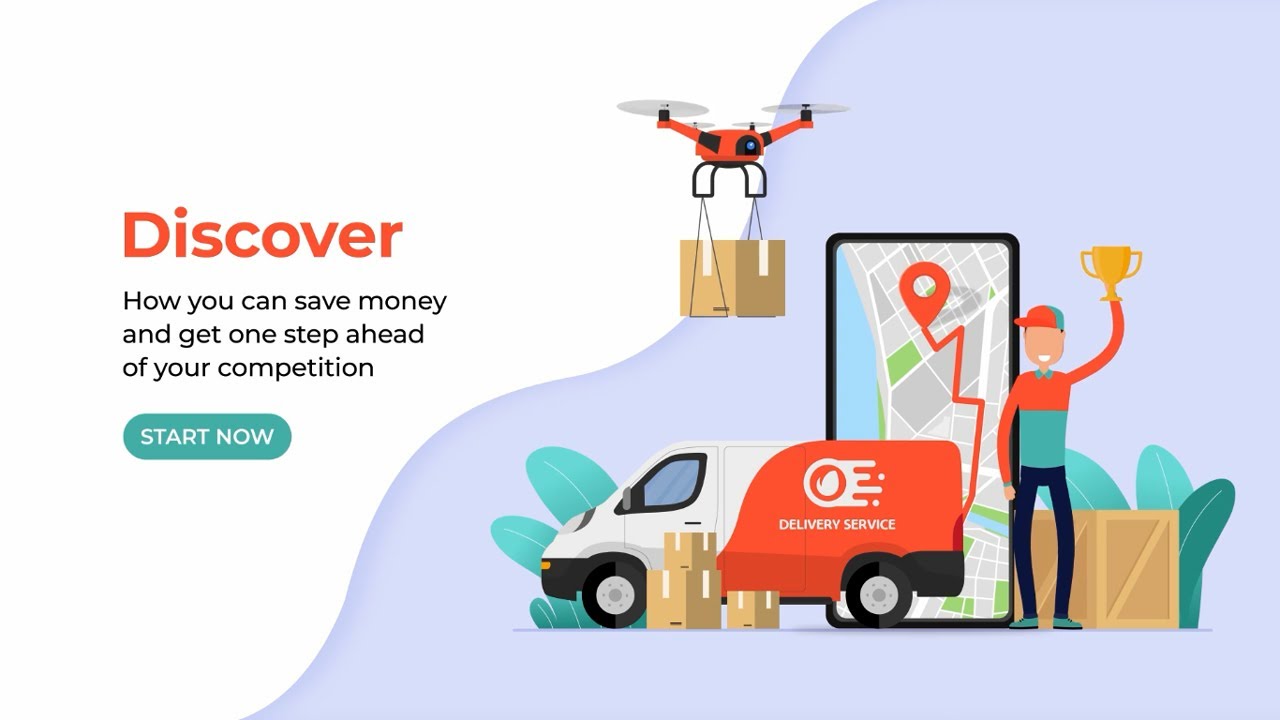 Discover
How you can save money
and get one step ahead
of your competition
START NOW
DELIVERY SERVICE